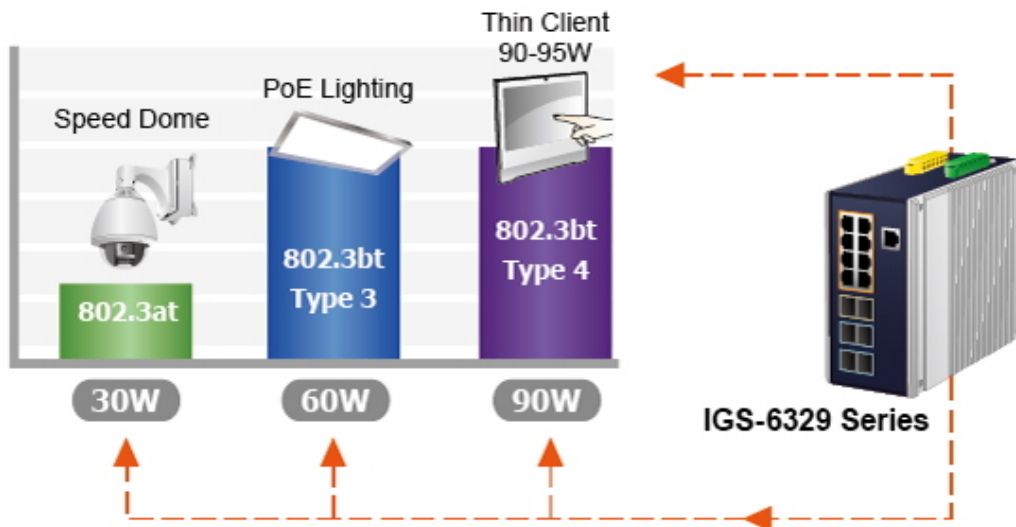 Thin Client
90-95W
PoE Lighting
Speed Dome
802.3at
802.3bt
Type 3
802.3bt
Type 4
30W
60W
90W
IGS-6329 Series